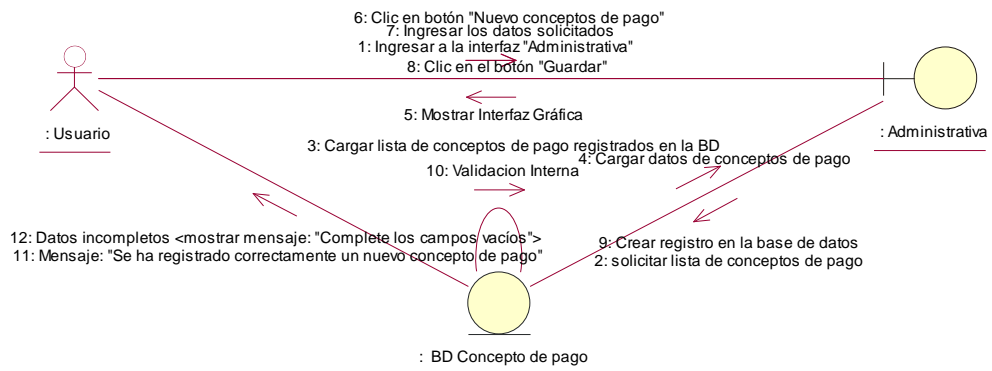 6: Clic en botón "Nuevo conceptos de pago"
7: Ingresar los datos solicitados
1: Ingresar a la interfaz "Administrativa"
8: Clic en el botón "Guardar"
5: Mostrar Interfaz Gráfica
: Usuario
: Administrativa
3: Cargar lista de conceptos de pago registrados en la BD
4: Cargar datos de conceptos de pago
10: Validacion Interna
12: Datos incompletos <mostrar mensaje: "Complete los campos vacíos">
11: Mensaje: "Se ha registrado correctamente un nuevo concepto de pago"
9: Crear registro en la base de datos
2: solicitar lista de conceptos de pago
: BD Concepto de pago